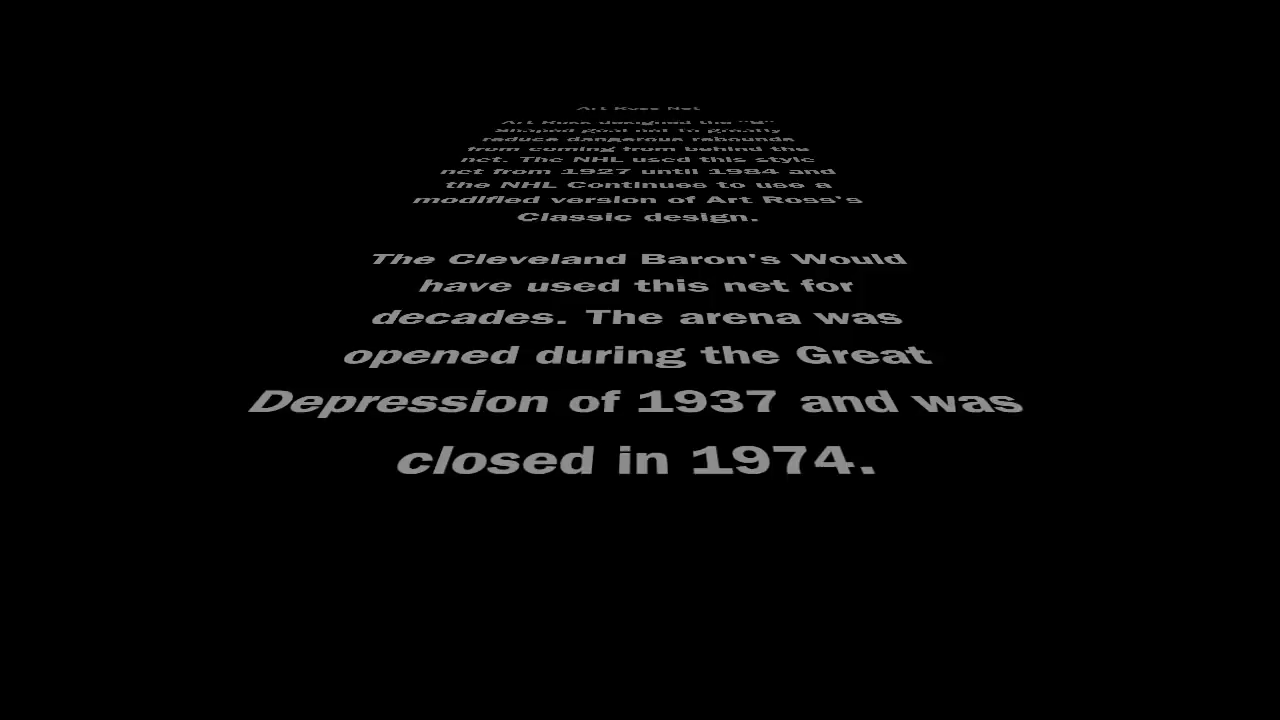 Art Ross Net
Art Ross designed the "B"
Shaped goal net to greatly
reduce dangerous rebounds
from coming from behind the
net. The NHL used this style
net from 1927 until 1984 and
the NHL Continues to use a
modified version of Art Ross's
Classic design.
The Cleveland Baron's Would
have used this net for
decades. The arena was
opened during the Great
Depression of 1937 and was
closed in 1974.